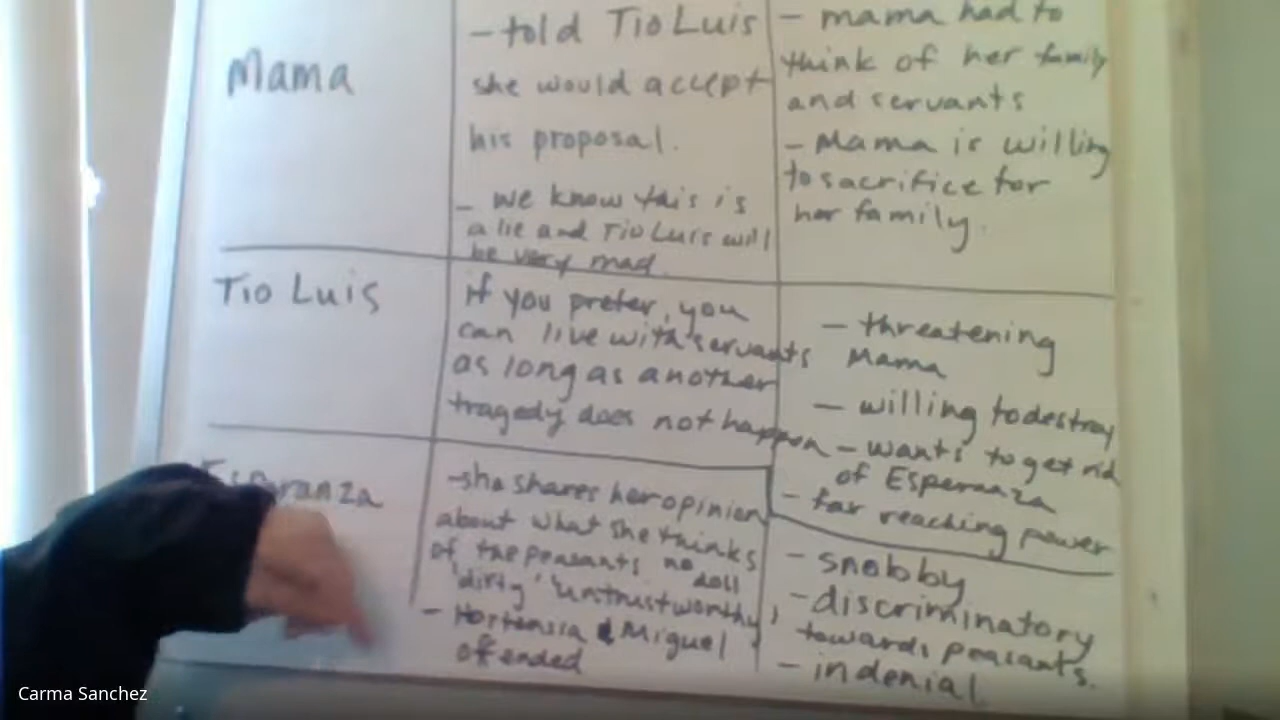 Mama
- told Tio Luis
she would accept
his proposal.
- we know this is
a lie and Tio Luis will
be very mad.
- mama had to
think of her family
and servants
- Mama is willing
to sacrifice for
her family.
Tio Luis
if you prefer, you
can live with servants
as long as another
tragedy does not happen
- threatening
Mama
- willing to destroy
- wants to get rid
of Esperanza
- far reaching power
Esperanza
- she shares her opinion
about what she thinks
of the peasants no doll
'dirty' 'untrustworthy'
- Hortensia & Miguel
offended
- snobby
- discriminatory
towards peasants.
- in denial.
Carma Sanchez